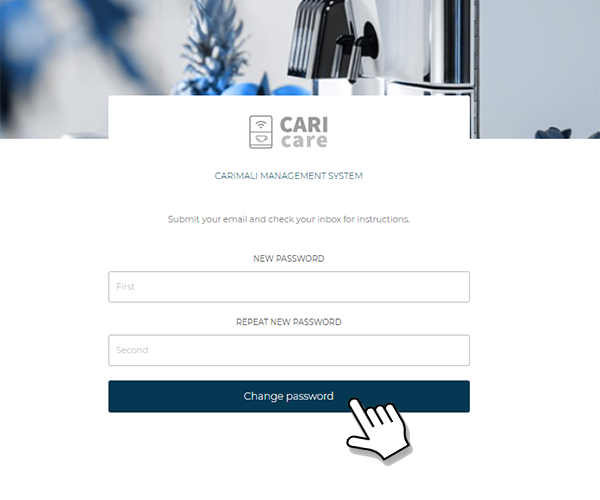 CARI
care
CARIMALI MANAGEMENT SYSTEM
Submit your email and check your inbox for instructions.
NEW PASSWORD
First
REPEAT NEW PASSWORD
Second
Change password